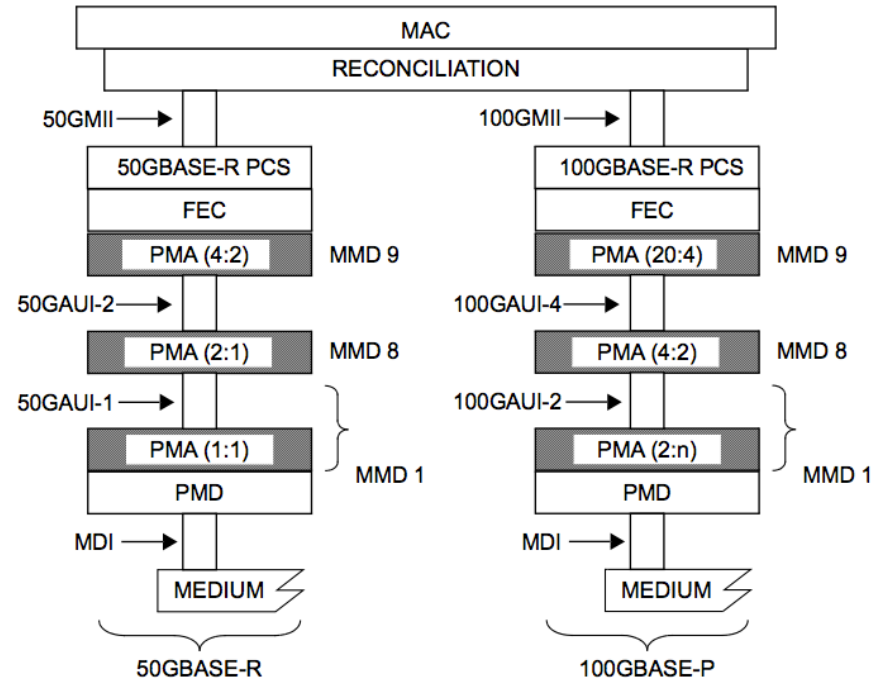 MAC
RECONCILIATION
50GMII
100GMII
50GBASE-R PCS
100GBASE-R PCS
FEC
FEC
PMA (4:2)
MMD 9
PMA (20:4)
MMD 9
50GAUI-2
100GAUI-4
PMA (2:1)
MMD 8
PMA (4:2)
MMD 8
50GAUI-1
100GAUI-2
PMA (1:1)
PMA (2:n)
MMD 1
MMD 1
PMD
PMD
MDI
MDI
MEDIUM
MEDIUM
50GBASE-R
100GBASE-P